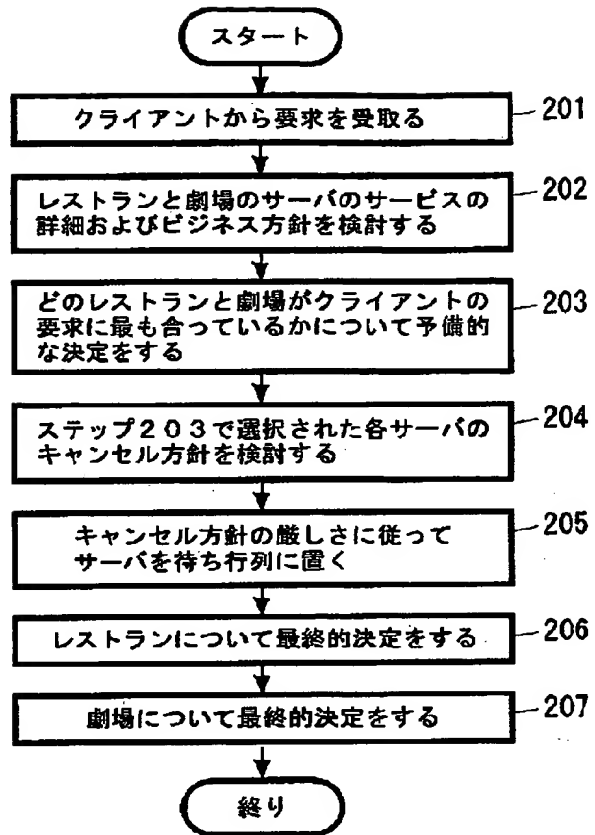 スタート
クライアントから要求を受取る
201
レストランと劇場のサーバのサービスの
詳細およびビジネス方針を検討する
202
どのレストランと劇場がクライアントの
要求に最も合っているかについて予備的
な決定をする
203
ステップ203で選択された各サーバの
キャンセル方針を検討する
204
キャンセル方針の厳しさに従って
サーバを待ち行列に置く
205
レストランについて最終的決定をする
206
劇場について最終的決定をする
207
終り